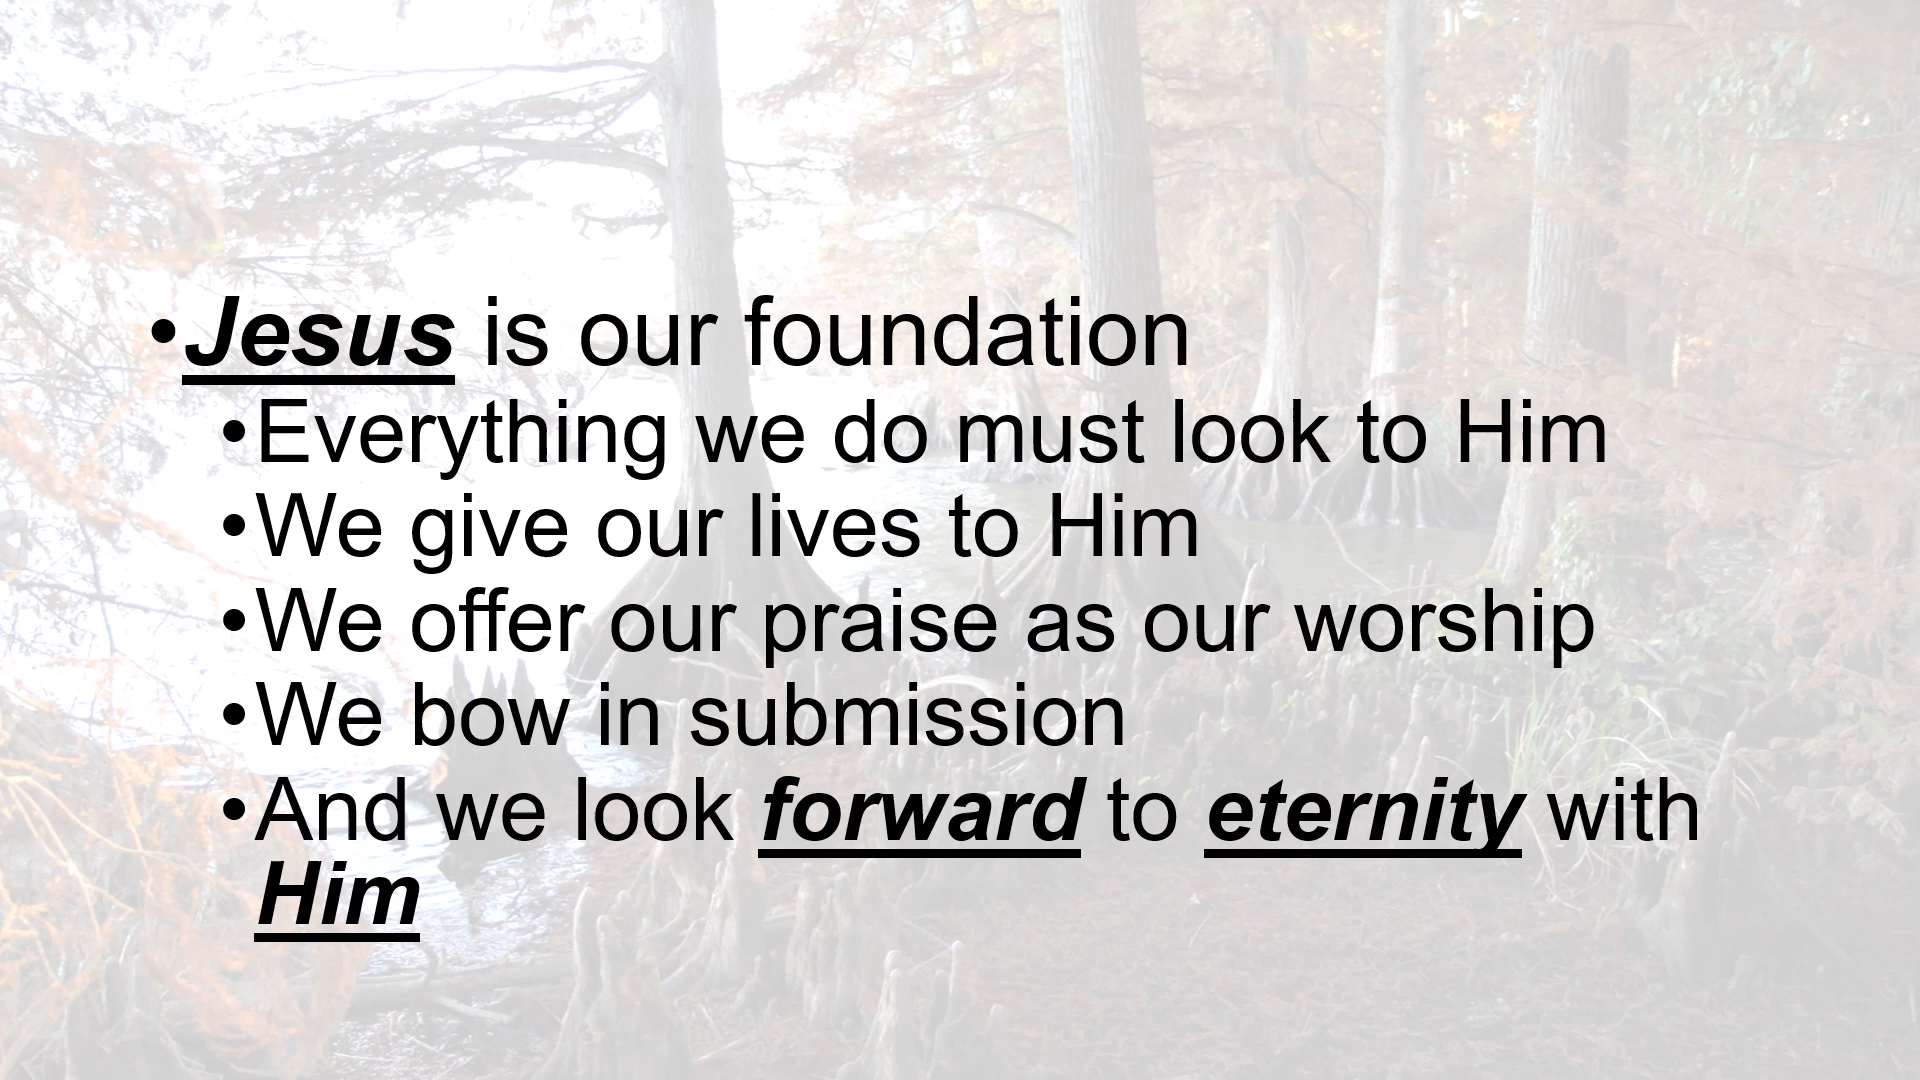 •Jesus is our foundation
•Everything we do must look to Him
•We give our lives to Him
•We offer our praise as our worship
•We bow in submission
•And we look forward to eternity with
Him